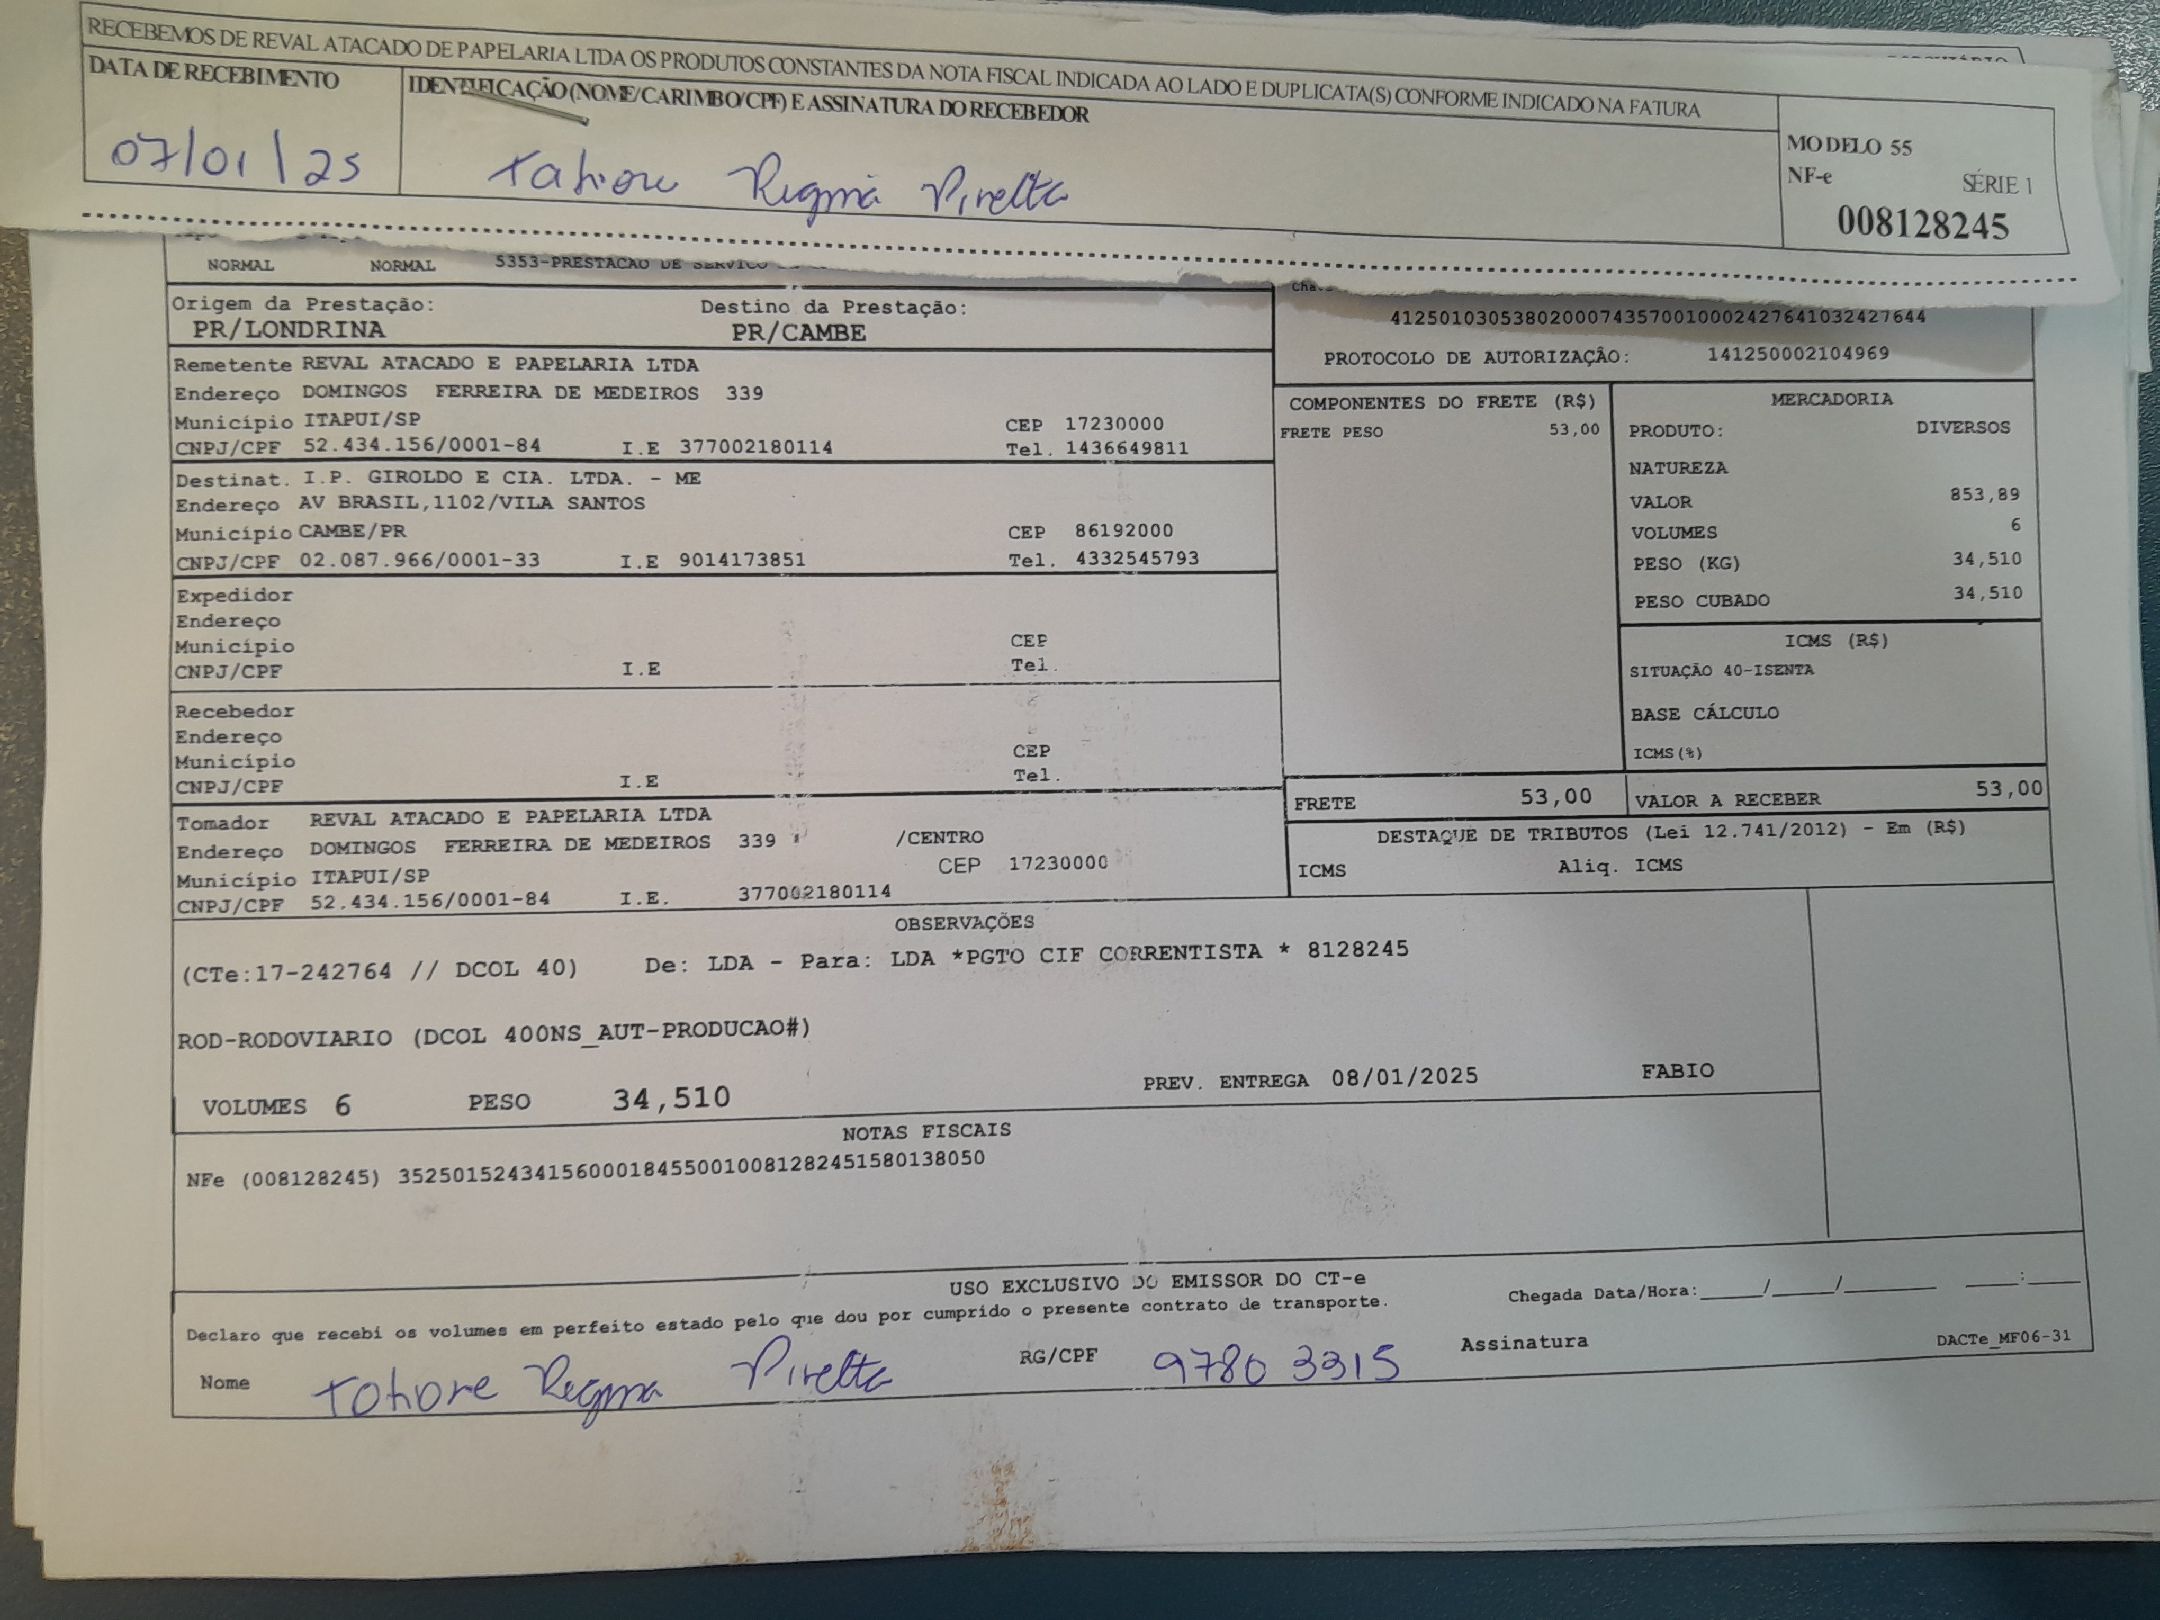 RECEBEMOS DE REVAL ATACADO DE PAPELARIA LTDA OS PRODUTOS CONSTANTES DA NOTA FISCAL INDICADA AO LADO E DUPLICATA(S) CONFORME INDICADO NA FATURA
DATA DE RECEBIMENTO IDENTIFICAÇÃO (NOME/CARIMBO/CPF) E ASSINATURA DO RECEBEDOR
MODELO 55
NF-e SÉRIE 1
008128245
07/01/25 Regina
NORMAL NORMAL 5353-PRESTACAO DE SERVICO
Origem da Prestação: Destino da Prestação:
PR/LONDRINA PR/CAMBE
41250103053802000743570010002427641032427644
PROTOCOLO DE AUTORIZAÇÃO: 141250002104969
Remetente REVAL ATACADO E PAPELARIA LTDA
Endereço DOMINGOS FERREIRA DE MEDEIROS 339
Município ITAPUI/SP CEP 17230000
CNPJ/CPF 52.434.156/0001-84 I.E 377002180114 Tel. 1436649811
Destinat. I.P. GIROLDO E CIA. LTDA. - ME
Endereço AV BRASIL,1102/VILA SANTOS
Município CAMBE/PR CEP 86192000
CNPJ/CPF 02.087.966/0001-33 I.E 9014173851 Tel. 4332545793
Expedidor
Endereço
Município CEP
CNPJ/CPF I.E Tel.
Recebedor
Endereço
Município CEP
CNPJ/CPF I.E Tel.
Tomador REVAL ATACADO E PAPELARIA LTDA
Endereço DOMINGOS FERREIRA DE MEDEIROS 339 /CENTRO
Município ITAPUI/SP CEP 17230000
CNPJ/CPF 52.434.156/0001-84 I.E. 377002180114
COMPONENTES DO FRETE (R$)
FRETE PESO 53,00
MERCADORIA
PRODUTO: DIVERSOS
NATUREZA
VALOR 853,89
VOLUMES 6
PESO (KG) 34,510
PESO CUBADO 34,510
ICMS (R$)
SITUAÇÃO 40-ISENTA
BASE CÁLCULO
ICMS(%)
FRETE 53,00 VALOR A RECEBER 53,00
DESTAQUE DE TRIBUTOS (Lei 12.741/2012) - Em (R$)
ICMS Aliq. ICMS
OBSERVAÇÕES
(CTe:17-242764 // DCOL 40) De: LDA - Para: LDA *PGTO CIF CORRENTISTA * 8128245
ROD-RODOVIARIO (DCOL 400NS_AUT-PRODUCAO#)
VOLUMES 6 PESO 34,510 PREV. ENTREGA 08/01/2025 FABIO
NOTAS FISCAIS
NFe (008128245) 35250152434156000184550010081282451580138050
USO EXCLUSIVO DO EMISSOR DO CT-e
Declaro que recebi os volumes em perfeito estado pelo que dou por cumprido o presente contrato de transporte. Chegada Data/Hora:_____/_____/________ _____:_____
Nome Regina RG/CPF 9780 3315 Assinatura DACTe_MF06-31